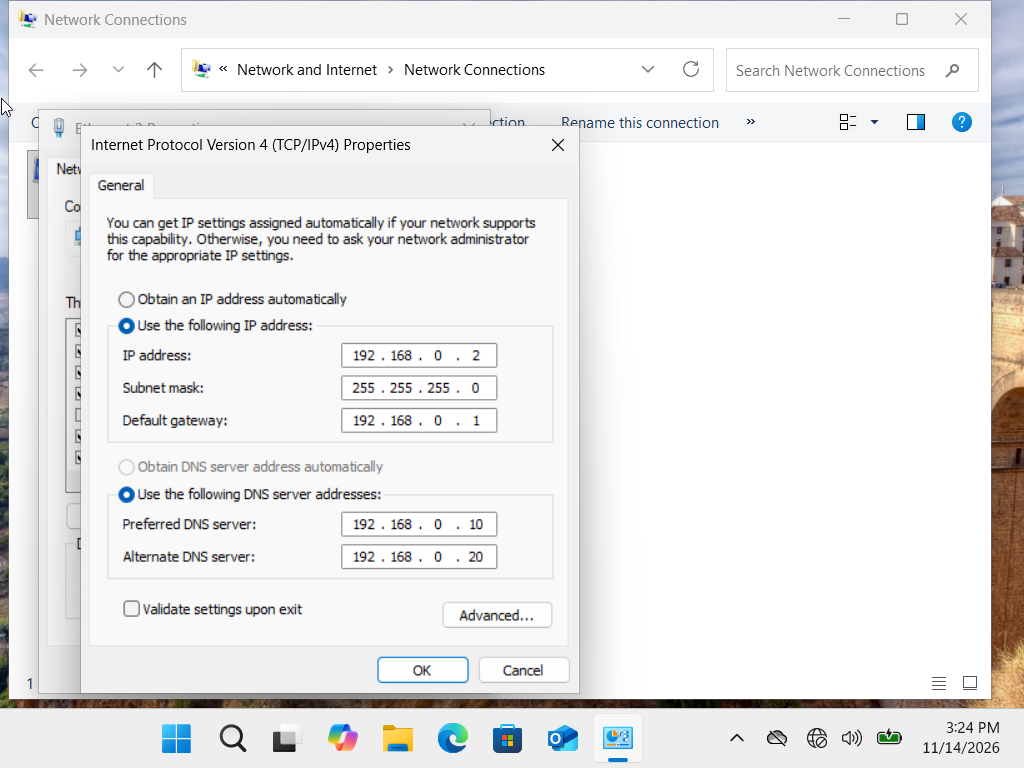 Network Connections
« Network and Internet › Network Connections
Search Network Connections
Rename this connection »
Internet Protocol Version 4 (TCP/IPv4) Properties
General
You can get IP settings assigned automatically if your network supports
this capability. Otherwise, you need to ask your network administrator
for the appropriate IP settings.
Obtain an IP address automatically
Use the following IP address:
IP address: 192 . 168 . 0 . 2
Subnet mask: 255 . 255 . 255 . 0
Default gateway: 192 . 168 . 0 . 1
Obtain DNS server address automatically
Use the following DNS server addresses:
Preferred DNS server: 192 . 168 . 0 . 10
Alternate DNS server: 192 . 168 . 0 . 20
Validate settings upon exit
Advanced...
OK Cancel
1
3:24 PM
11/14/2026